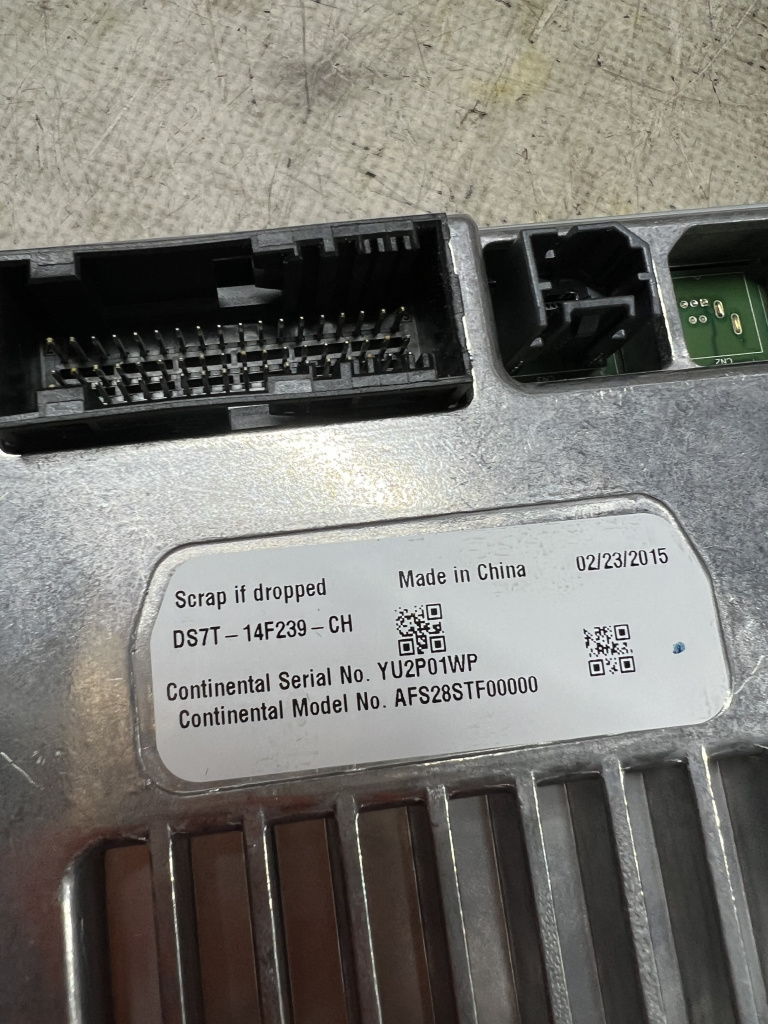 CN2
Scrap if dropped
Made in China
02/23/2015
DS7T-14F239-CH
Continental Serial No. YU2P01WP
Continental Model No. AFS28STF00000